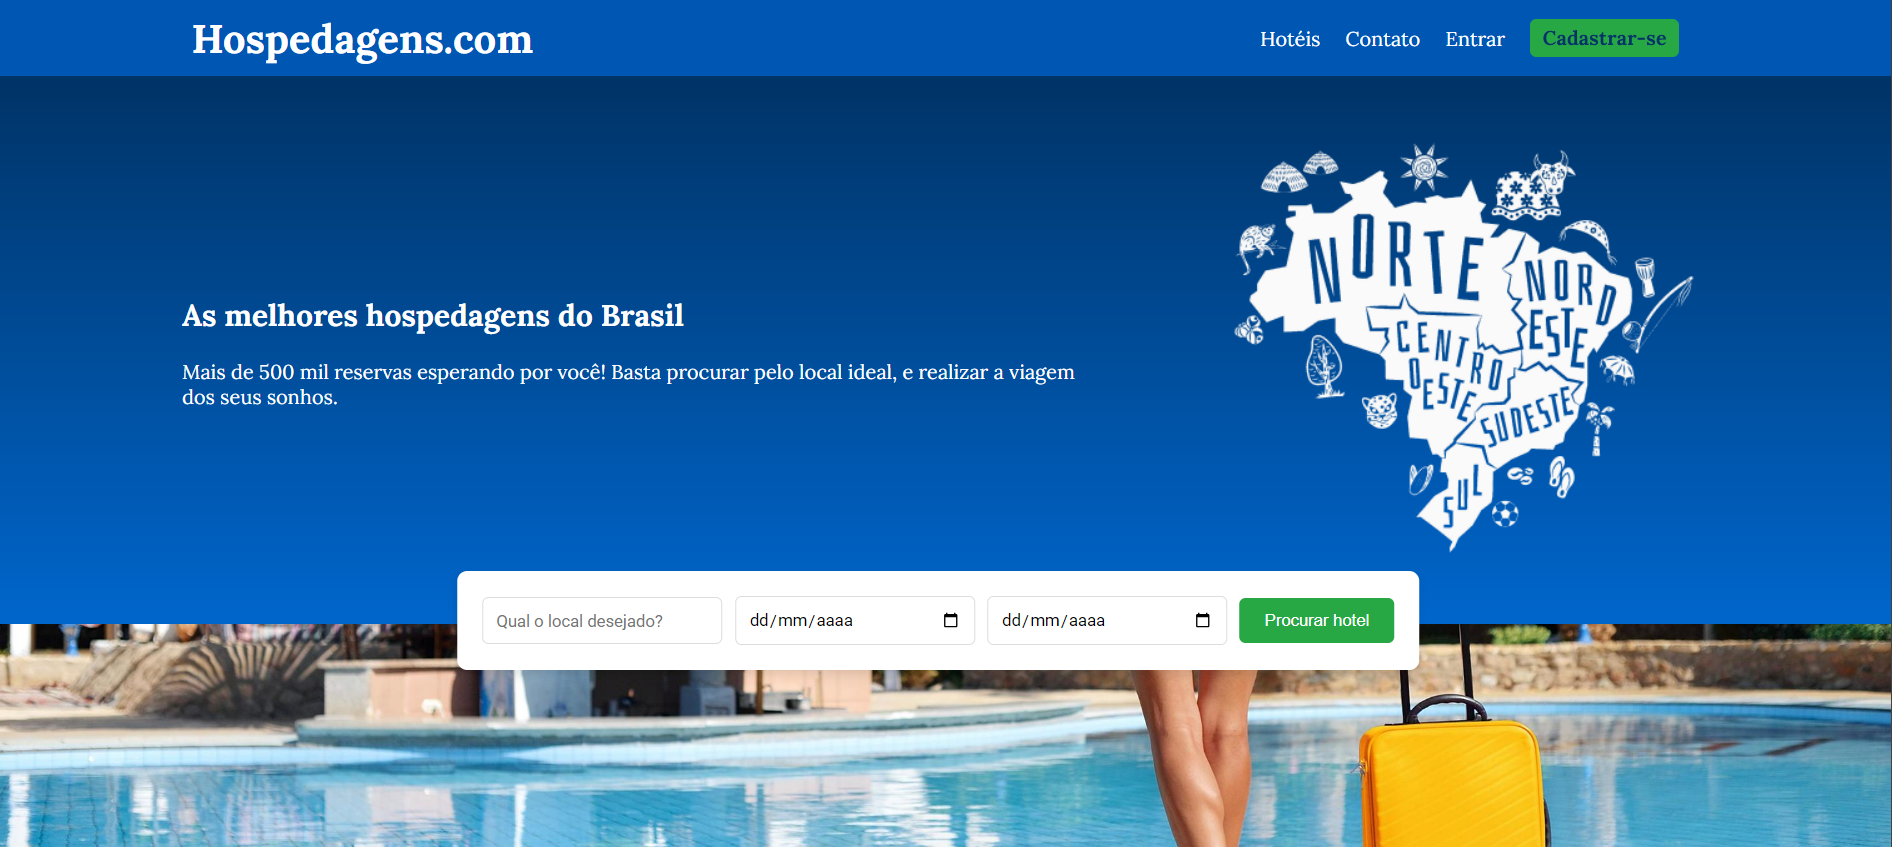 Hospedagens.com
Hotéis
Contato
Entrar
Cadastrar-se
As melhores hospedagens do Brasil
Mais de 500 mil reservas esperando por você! Basta procurar pelo local ideal, e realizar a viagem
dos seus sonhos.
NORTE
NORD
ESTE
CENTRO
OESTE
SUDESTE
SUL
Qual o local desejado?
dd/mm/aaaa
dd/mm/aaaa
Procurar hotel